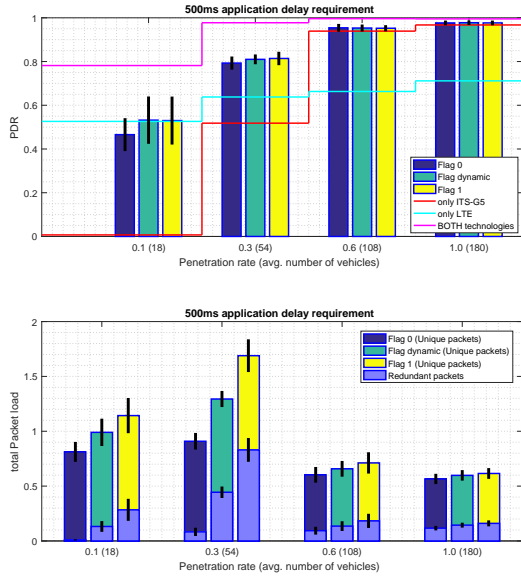 500ms application delay requirement
1
0.8
0.6
0.4
0.2
0
PDR
Flag 0
Flag dynamic
Flag 1
only ITS-G5
only LTE
BOTH technologies
0.1 (18) 0.3 (54) 0.6 (108) 1.0 (180)
Penetration rate (avg. number of vehicles)
500ms application delay requirement
2
1.5
1
0.5
0
total Packet load
Flag 0 (Unique packets)
Flag dynamic (Unique packets)
Flag 1 (Unique packets)
Redundant packets
0.1 (18) 0.3 (54) 0.6 (108) 1.0 (180)
Penetration rate (avg. number of vehicles)